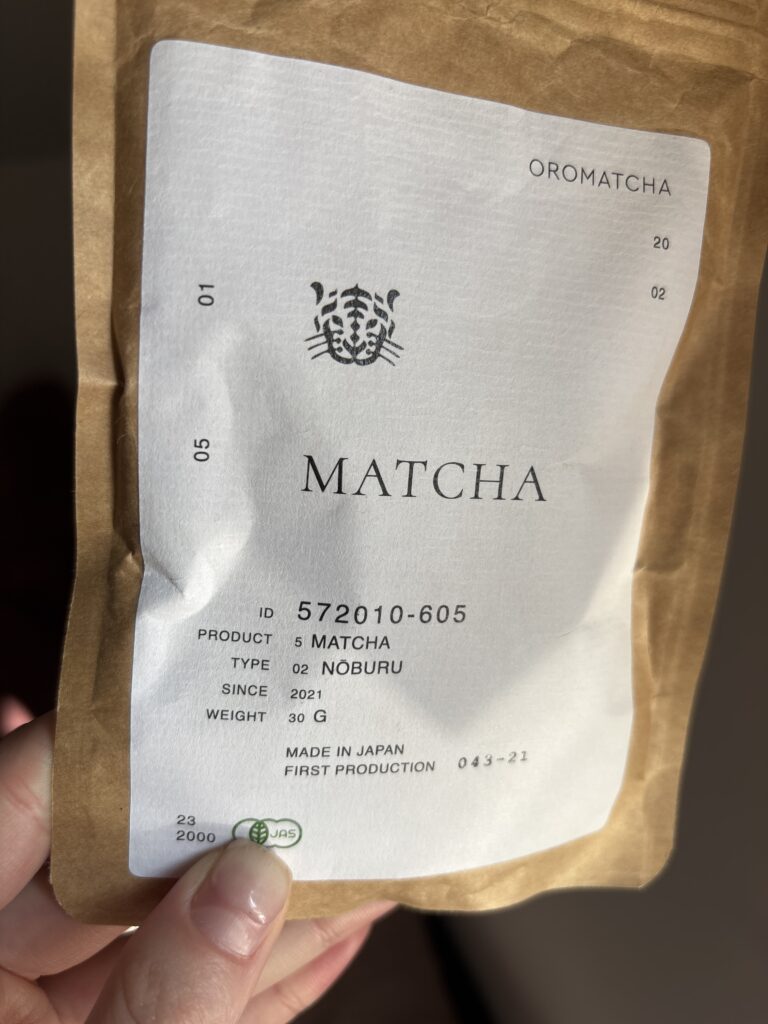 OROMATCHA
20
02
01
05
MATCHA
ID 572010-605
PRODUCT 5 MATCHA
TYPE 02 NŌBURU
SINCE 2021
WEIGHT 30 G
MADE IN JAPAN
FIRST PRODUCTION 043-21
23
2000
JAS